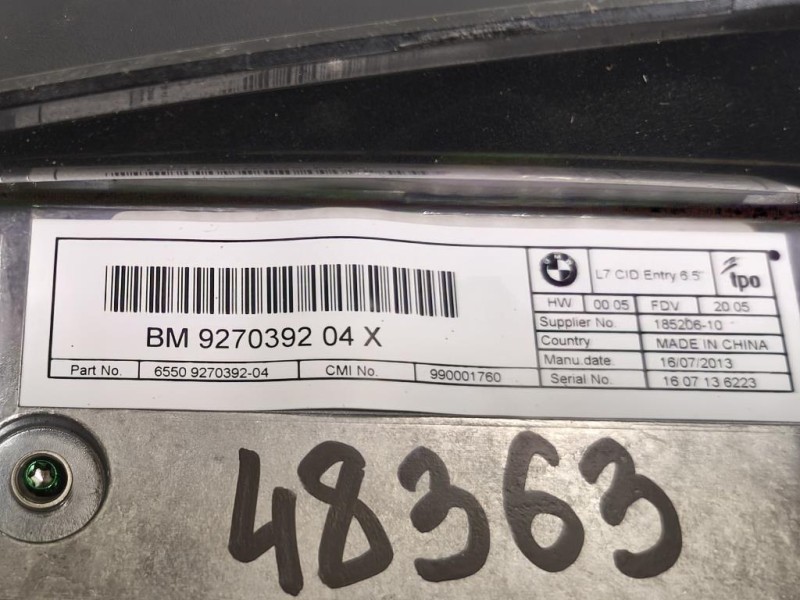 BM 9270392 04 X
Part No. 6550 9270392-04 CMI No. 990001760
L7 CID Entry 6.5" tpo
HW 00 05 FDV 20 05
Supplier No. 185206-10
Country MADE IN CHINA
Manu.date. 16/07/2013
Serial No. 16 07 13 6223
48363